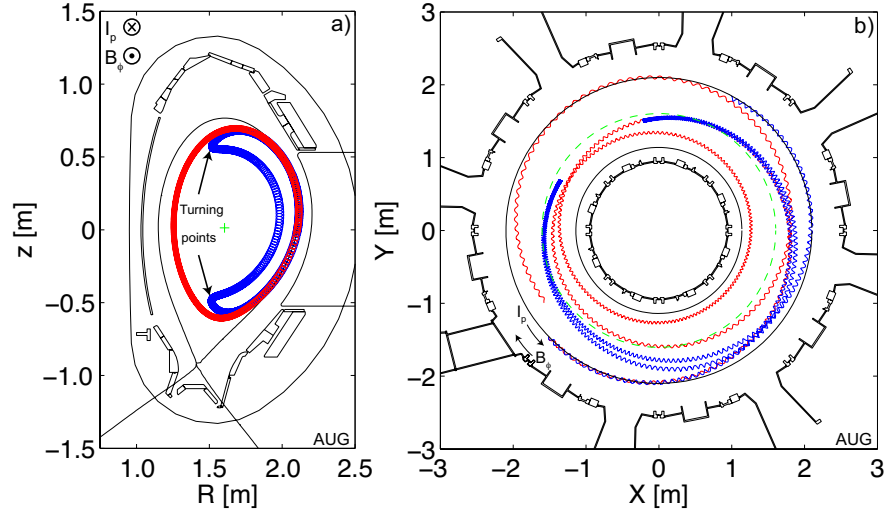 a)
I_p ⊗
B_ϕ ⊙
1.5
1.0
0.5
0
-0.5
-1.0
-1.5
z [m]
Turning
points
AUG
1.0
1.5
2.0
2.5
R [m]
b)
3
2
1
0
−1
−2
−3
Y [m]
I_p
B_ϕ
AUG
−3
−2
−1
0
1
2
3
X [m]